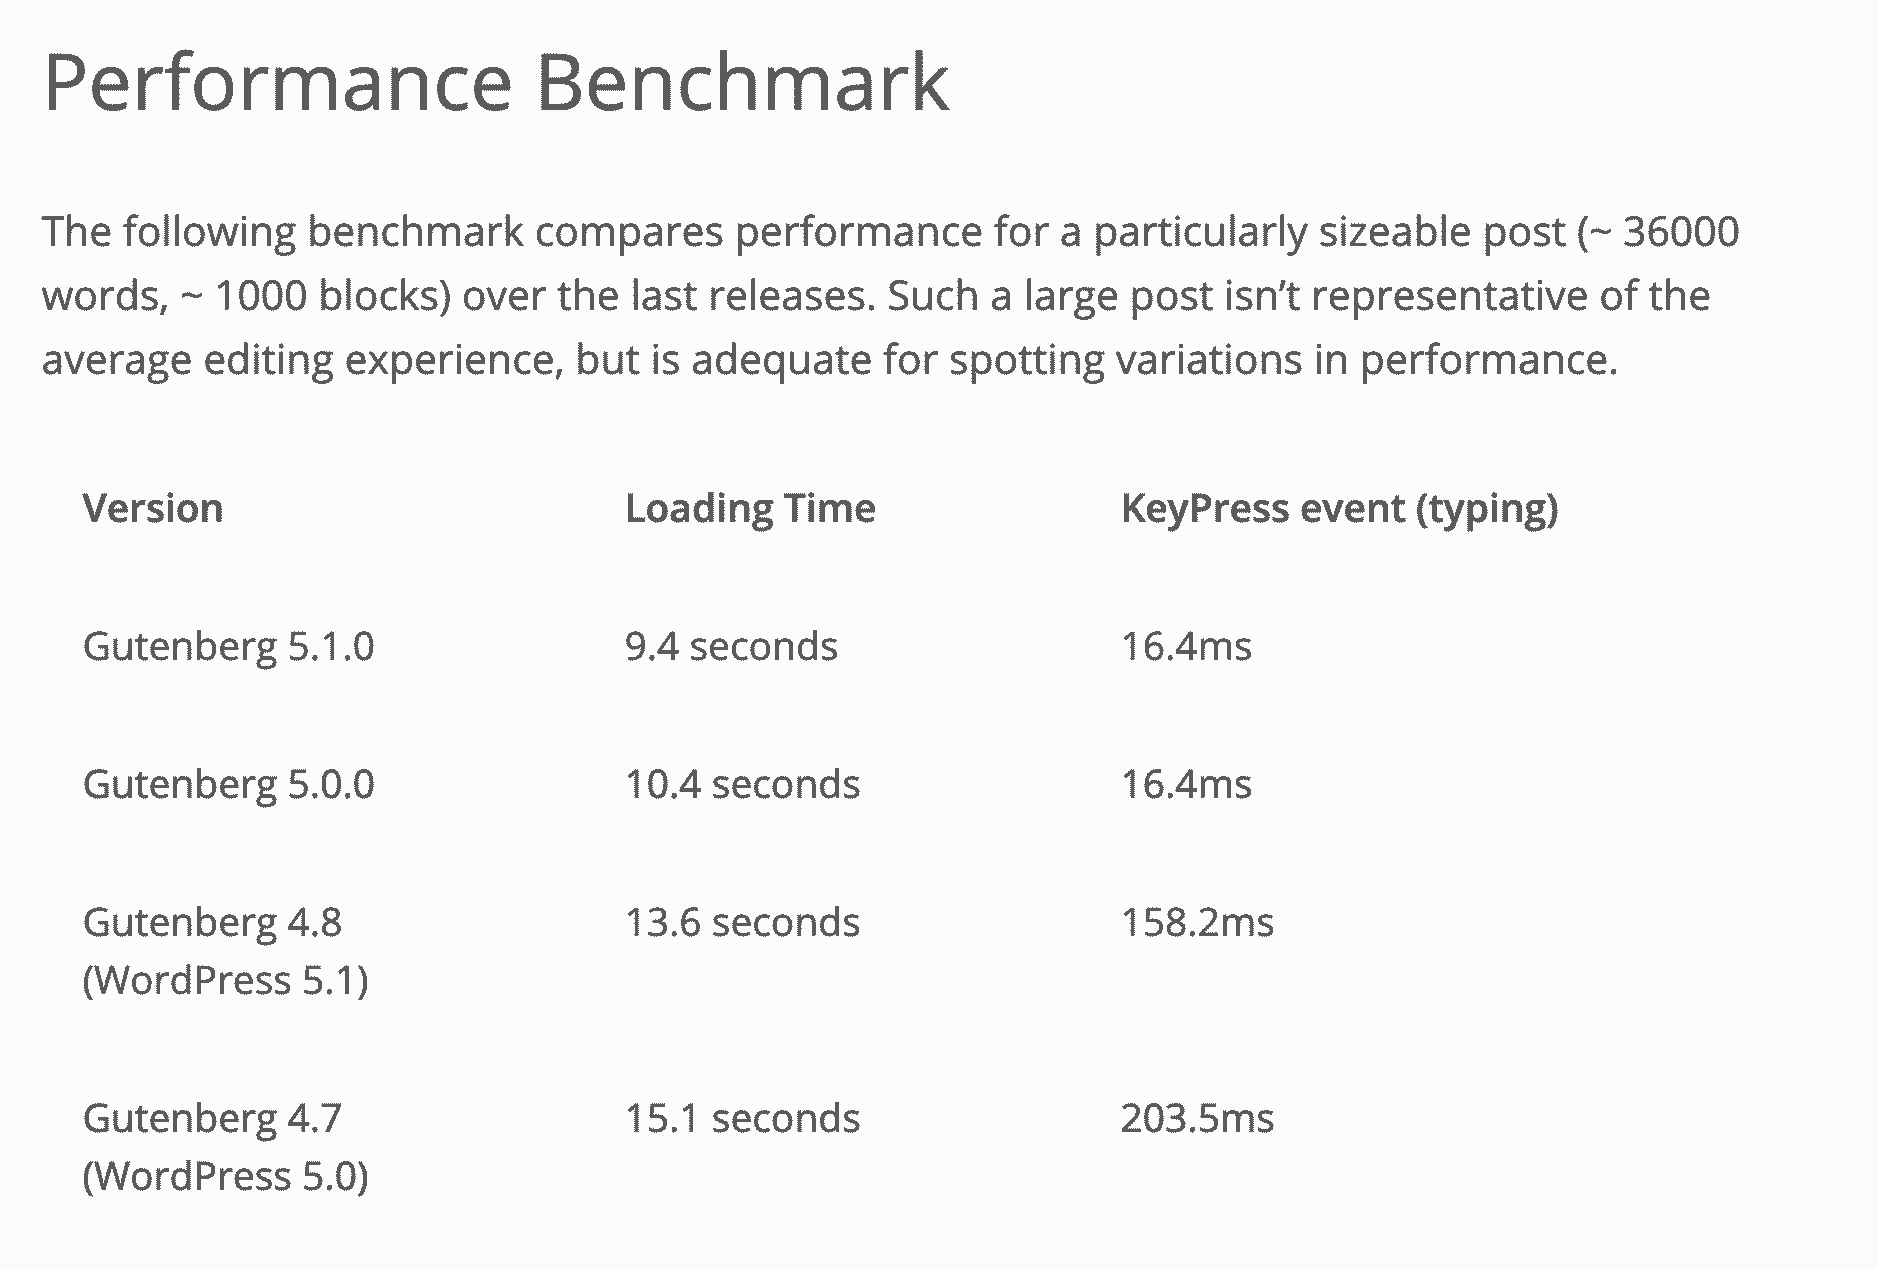 Performance Benchmark
The following benchmark compares performance for a particularly sizeable post (~ 36000
words, ~ 1000 blocks) over the last releases. Such a large post isn’t representative of the
average editing experience, but is adequate for spotting variations in performance.
Version Loading Time KeyPress event (typing)
Gutenberg 5.1.0 9.4 seconds 16.4ms
Gutenberg 5.0.0 10.4 seconds 16.4ms
Gutenberg 4.8 13.6 seconds 158.2ms
(WordPress 5.1)
Gutenberg 4.7 15.1 seconds 203.5ms
(WordPress 5.0)